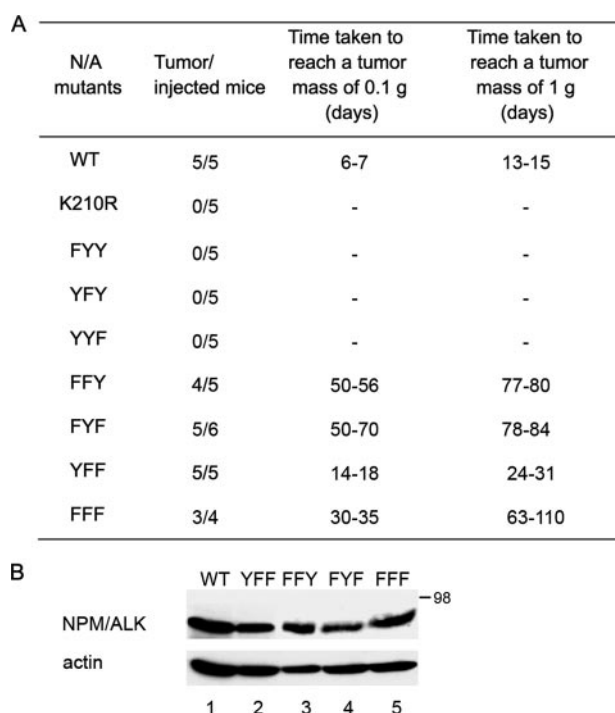 A
N/A mutants Tumor/ injected mice Time taken to reach a tumor mass of 0.1 g (days) Time taken to reach a tumor mass of 1 g (days)
WT 5/5 6-7 13-15
K210R 0/5 - -
FYY 0/5 - -
YFY 0/5 - -
YYF 0/5 - -
FFY 4/5 50-56 77-80
FYF 5/6 50-70 78-84
YFF 5/5 14-18 24-31
FFF 3/4 30-35 63-110
B
WT YFF FFY FYF FFF
98
NPM/ALK
actin
1 2 3 4 5